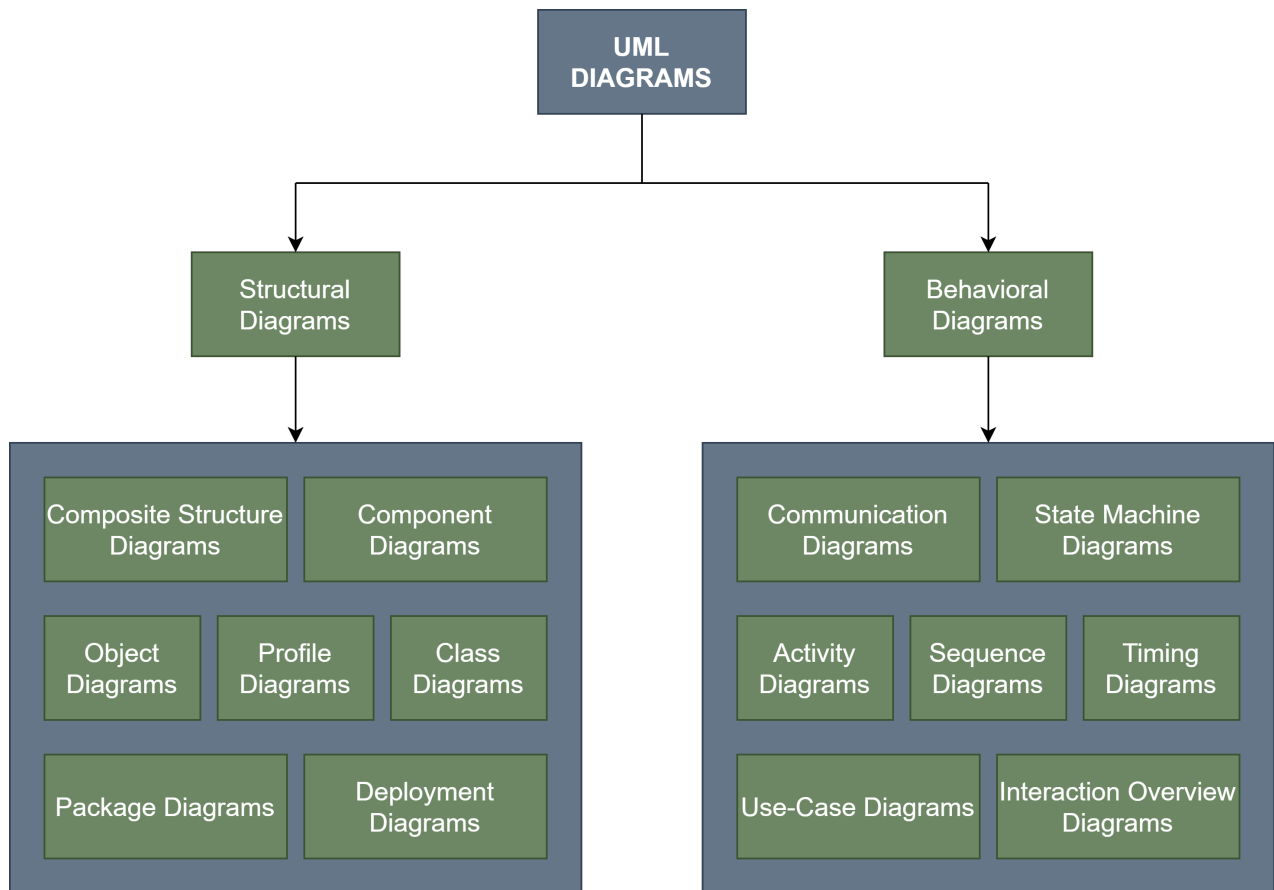 UML
DIAGRAMS
Structural
Diagrams
Behavioral
Diagrams
Composite Structure
Diagrams
Component
Diagrams
Object
Diagrams
Profile
Diagrams
Class
Diagrams
Package Diagrams
Deployment
Diagrams
Communication
Diagrams
State Machine
Diagrams
Activity
Diagrams
Sequence
Diagrams
Timing
Diagrams
Use-Case Diagrams
Interaction Overview
Diagrams